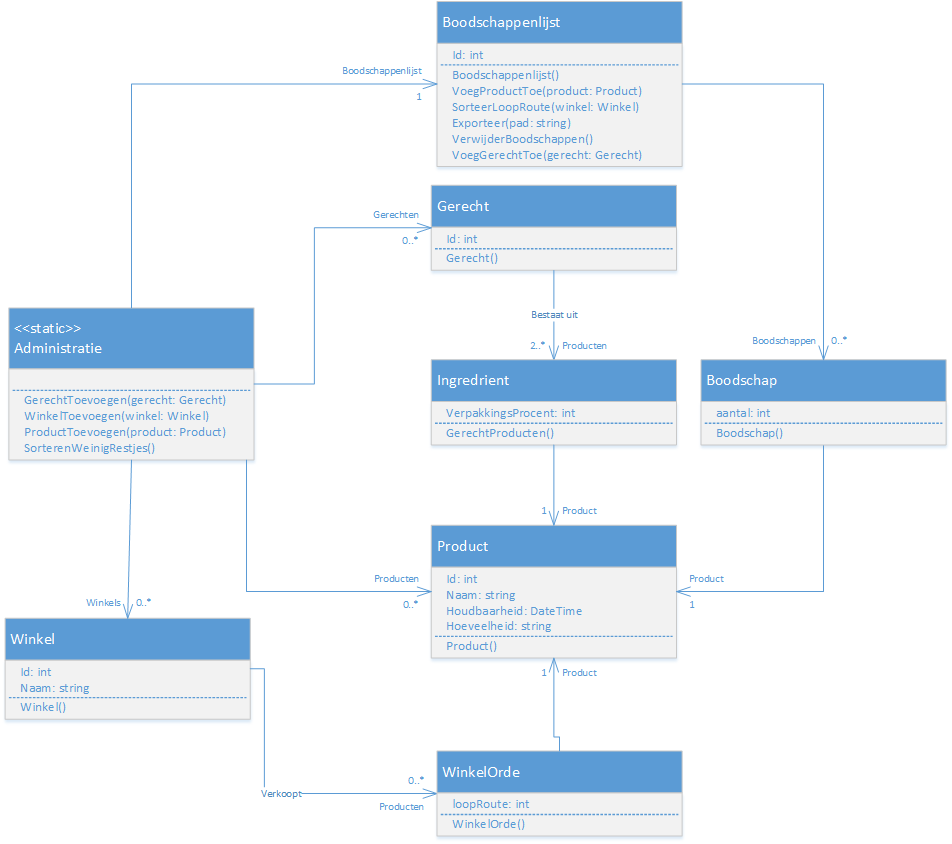 Boodschappenlijst
Id: int
Boodschappenlijst()
VoegProductToe(product: Product)
SorteerLoopRoute(winkel: Winkel)
Exporteer(pad: string)
VerwijderBoodschappen()
VoegGerechtToe(gerecht: Gerecht)
Boodschappenlijst
1
Gerecht
Id: int
Gerecht()
Gerechten
0..*
Bestaat uit
2..*
Producten
<<static>>
Administratie
GerechtToevoegen(gerecht: Gerecht)
WinkelToevoegen(winkel: Winkel)
ProductToevoegen(product: Product)
SorterenWeinigRestjes()
Ingredrient
VerpakkingsProcent: int
GerechtProducten()
Boodschappen
0..*
Boodschap
aantal: int
Boodschap()
1
Product
Product
Id: int
Naam: string
Houdbaarheid: DateTime
Hoeveelheid: string
Product()
Producten
0..*
Product
1
Winkels
0..*
Winkel
Id: int
Naam: string
Winkel()
1
Product
Verkoopt
0..*
Producten
WinkelOrde
loopRoute: int
WinkelOrde()